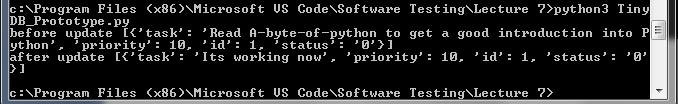 c:\Program Files (x86)\Microsoft VS Code\Software Testing\Lecture 7>python3 Tiny
DB_Prototype.py
before update [{'task': 'Read A-byte-of-python to get a good introduction into P
ython', 'priority': 10, 'id': 1, 'status': '0'}]
after update [{'task': 'Its working now', 'priority': 10, 'id': 1, 'status': '0'
}]
c:\Program Files (x86)\Microsoft VS Code\Software Testing\Lecture 7>